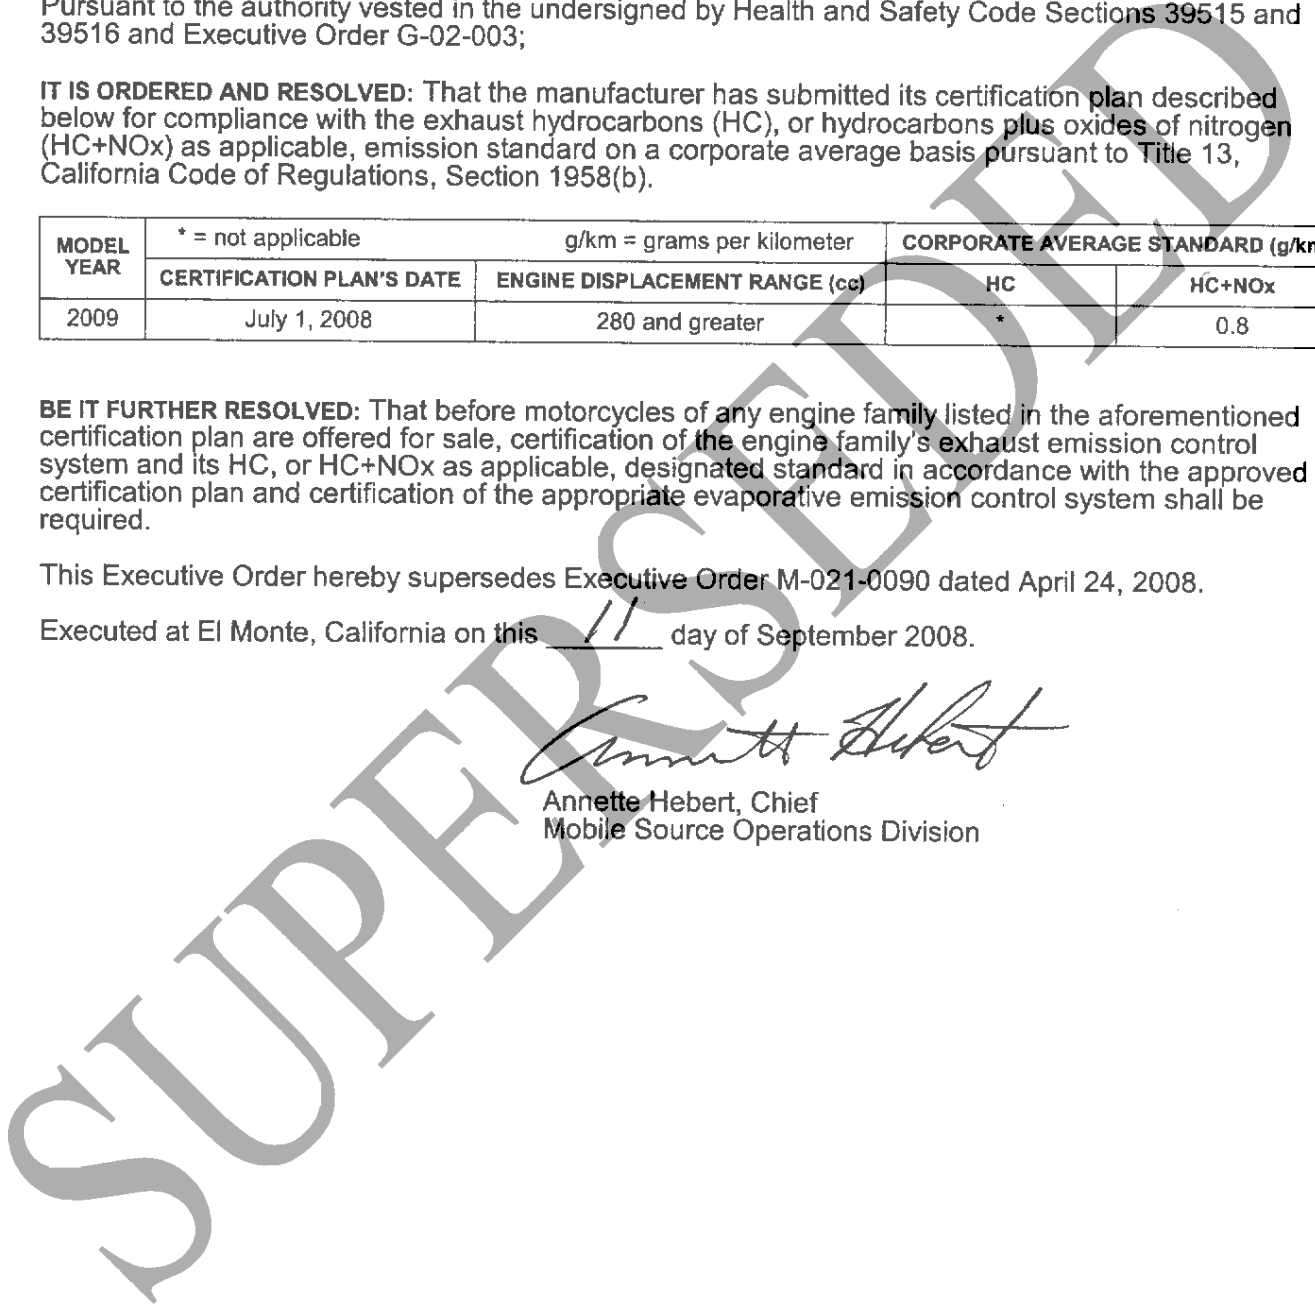 Pursuant to the authority vested in the undersigned by Health and Safety Code Sections 39515 and
39516 and Executive Order G-02-003;
IT IS ORDERED AND RESOLVED: That the manufacturer has submitted its certification plan described
below for compliance with the exhaust hydrocarbons (HC), or hydrocarbons plus oxides of nitrogen
(HC+NOx) as applicable, emission standard on a corporate average basis pursuant to Title 13,
California Code of Regulations, Section 1958(b).
MODEL YEAR * = not applicable g/km = grams per kilometer CORPORATE AVERAGE STANDARD (g/km
CERTIFICATION PLAN'S DATE ENGINE DISPLACEMENT RANGE (cc) HC HC+NOx
2009 July 1, 2008 280 and greater * 0.8
BE IT FURTHER RESOLVED: That before motorcycles of any engine family listed in the aforementioned
certification plan are offered for sale, certification of the engine family's exhaust emission control
system and its HC, or HC+NOx as applicable, designated standard in accordance with the approved
certification plan and certification of the appropriate evaporative emission control system shall be
required.
This Executive Order hereby supersedes Executive Order M-021-0090 dated April 24, 2008.
Executed at El Monte, California on this 11 day of September 2008.
Annette Hebert
Annette Hebert, Chief
Mobile Source Operations Division
SUPERSEDED